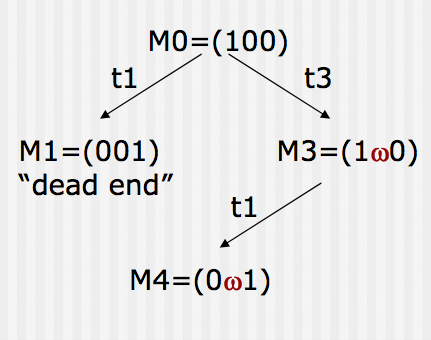 M0=(100)
t1
t3
M1=(001)
M3=(1ω0)
“dead end”
t1
M4=(0ω1)